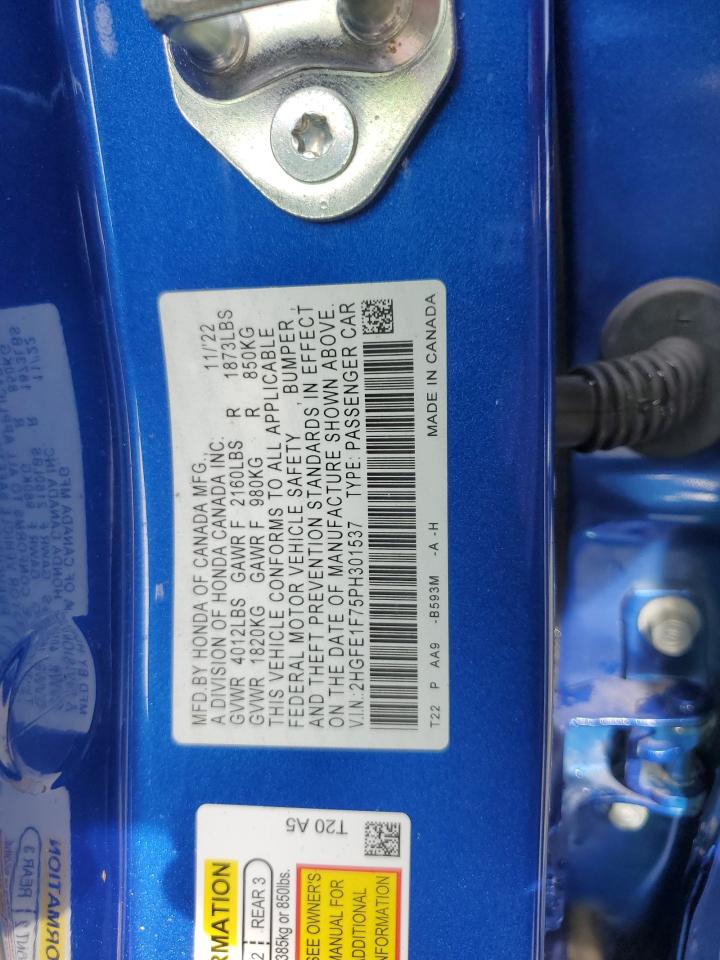 MFD.BY HONDA OF CANADA MFG.,
A DIVISION OF HONDA CANADA INC. 11/'22
GVWR 4012LBS GAWR F 2160LBS R 1873LBS
GVWR 1820KG GAWR F 980KG R 850KG
THIS VEHICLE CONFORMS TO ALL APPLICABLE
FEDERAL MOTOR VEHICLE SAFETY , BUMPER ,
AND THEFT PREVENTION STANDARDS IN EFFECT
ON THE DATE OF MANUFACTURE SHOWN ABOVE.
V.I.N.:2HGFE1F75PH301537 TYPE: PASSENGER CAR
T22 P AA9 -B593M -A -H MADE IN CANADA
T20 A5
RMATION
2 REAR 3
385kg or 850lbs.
SEE OWNER'S
MANUAL FOR
ADDITIONAL
INFORMATION